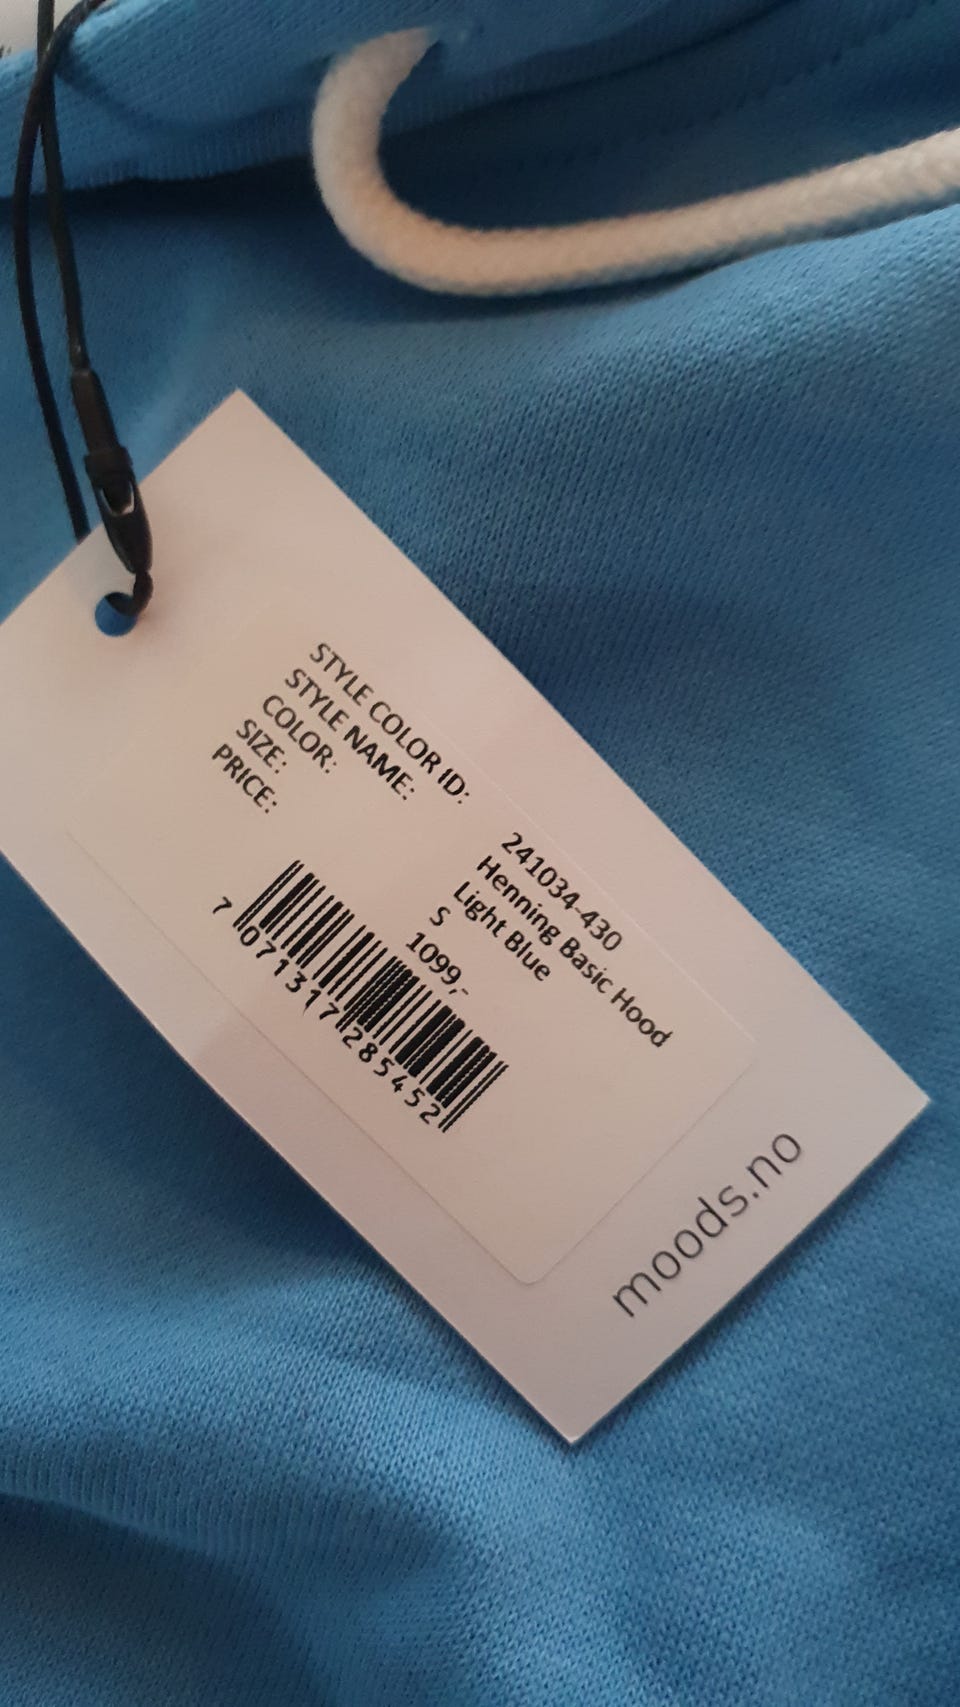 STYLE COLOR ID: 241034-430
STYLE NAME: Henning Basic Hood
COLOR: Light Blue
SIZE: S
PRICE: 1099,-
7 071317 285452
moods.no